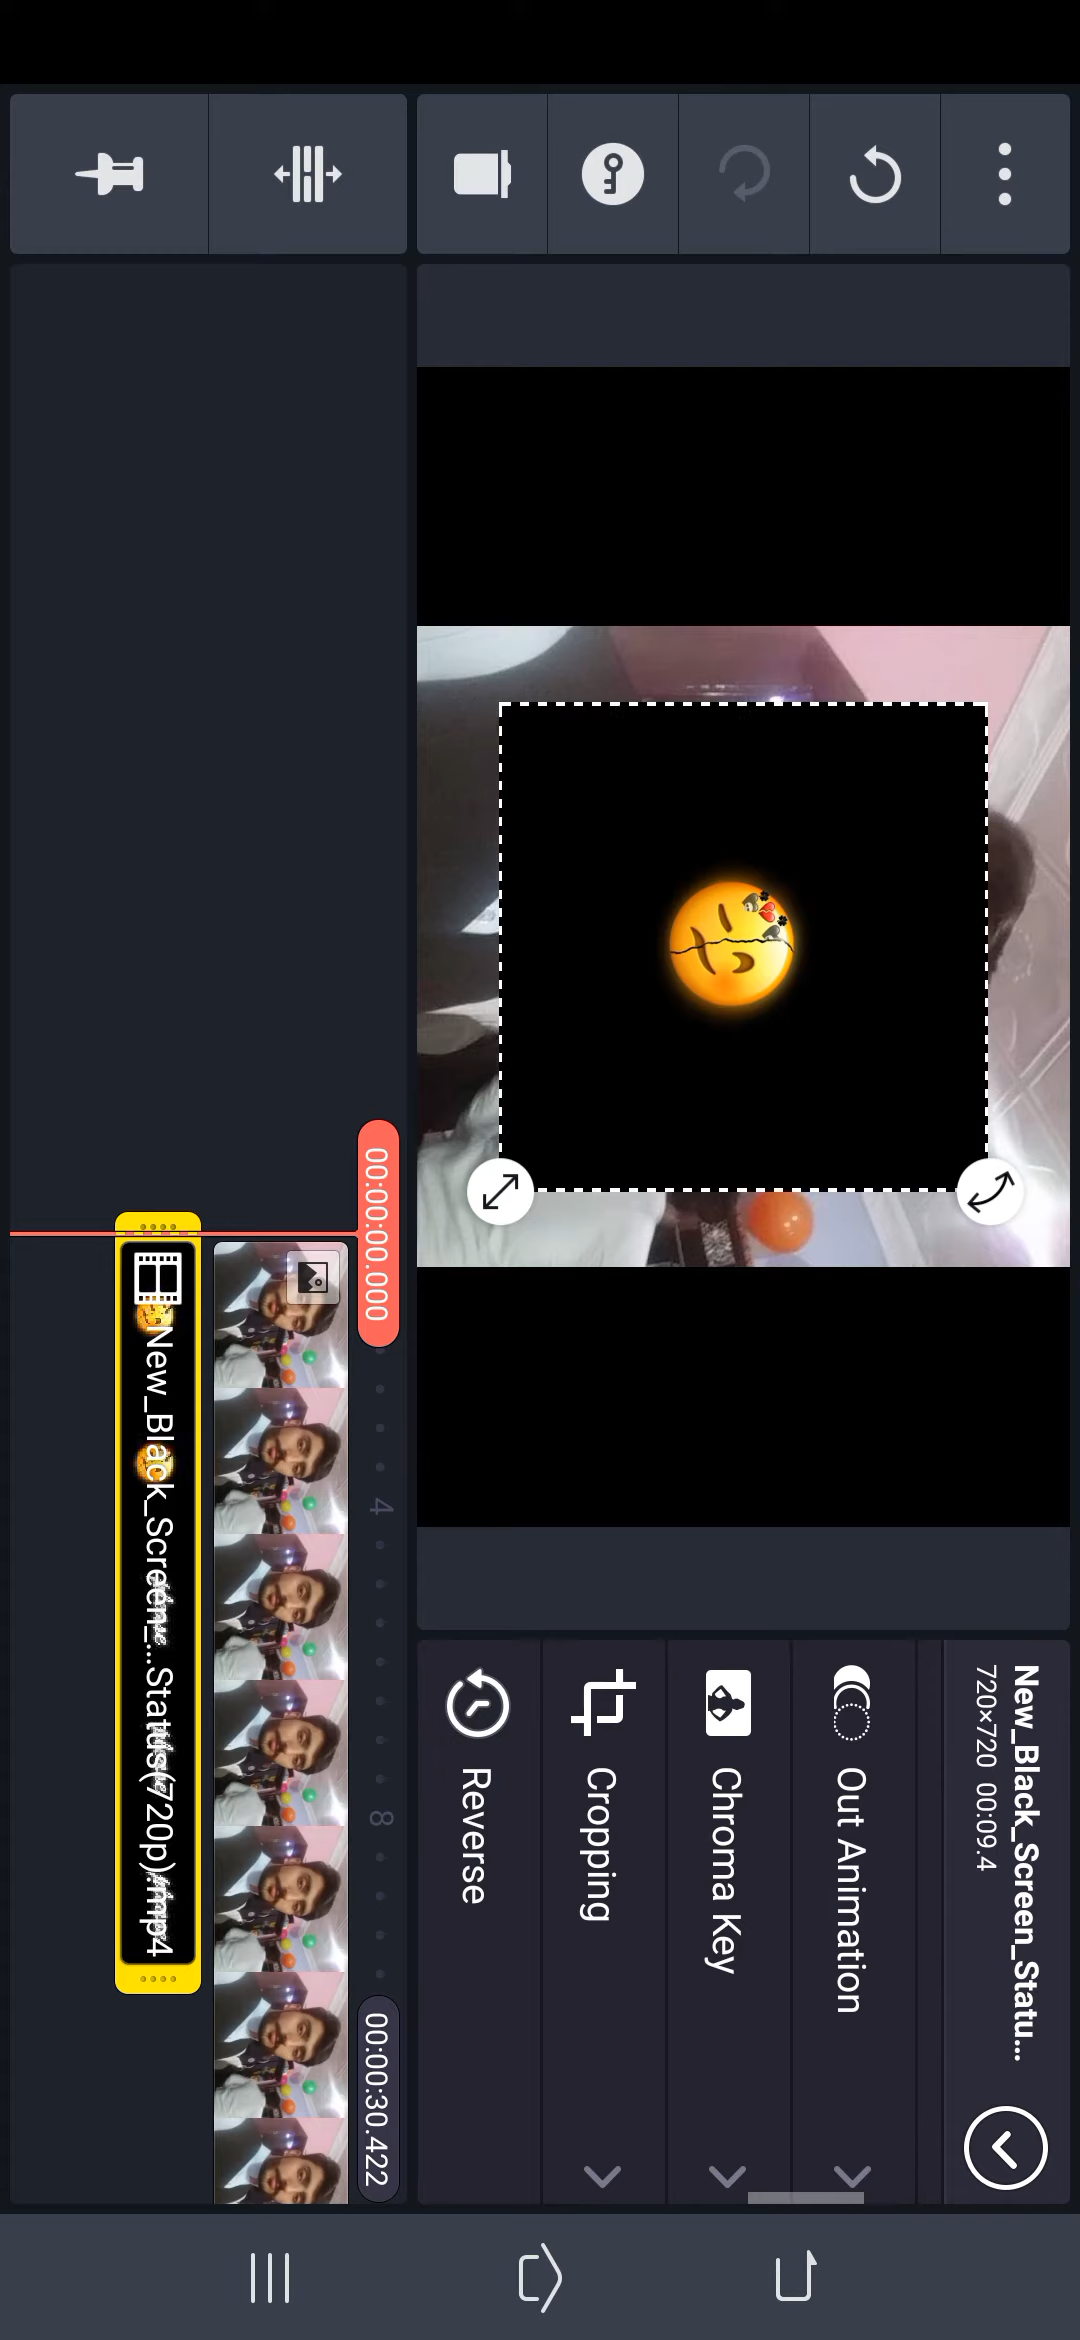 New_Black_Screen_Statu...
720×720 00:09.4
Out Animation
Chroma Key
Cropping
Reverse
00:00:00.000
4
8
00:00:30.422
New_Black_Screen_...Status(720p).mp4